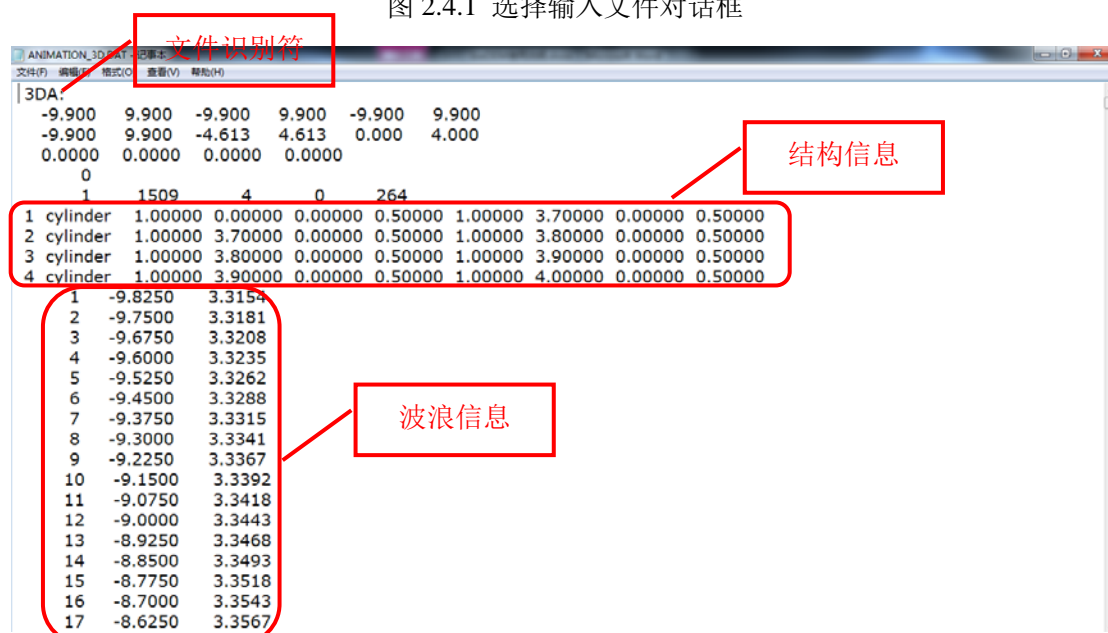 图 2.4.1 选择输入文件对话框
文件识别符
ANIMATION_3D.DAT - 记事本
文件(F) 编辑(E) 格式(O) 查看(V) 帮助(H)
3DA:
-9.900 9.900 -9.900 9.900 -9.900 9.900
-9.900 9.900 -4.613 4.613 0.000 4.000
0.0000 0.0000 0.0000 0.0000
结构信息
0
1 1509 4 0 264
1 cylinder 1.00000 0.00000 0.00000 0.50000 1.00000 3.70000 0.00000 0.50000
2 cylinder 1.00000 3.70000 0.00000 0.50000 1.00000 3.80000 0.00000 0.50000
3 cylinder 1.00000 3.80000 0.00000 0.50000 1.00000 3.90000 0.00000 0.50000
4 cylinder 1.00000 3.90000 0.00000 0.50000 1.00000 4.00000 0.00000 0.50000
1 -9.8250 3.3154
2 -9.7500 3.3181
3 -9.6750 3.3208
4 -9.6000 3.3235
5 -9.5250 3.3262
6 -9.4500 3.3288
7 -9.3750 3.3315
波浪信息
8 -9.3000 3.3341
9 -9.2250 3.3367
10 -9.1500 3.3392
11 -9.0750 3.3418
12 -9.0000 3.3443
13 -8.9250 3.3468
14 -8.8500 3.3493
15 -8.7750 3.3518
16 -8.7000 3.3543
17 -8.6250 3.3567